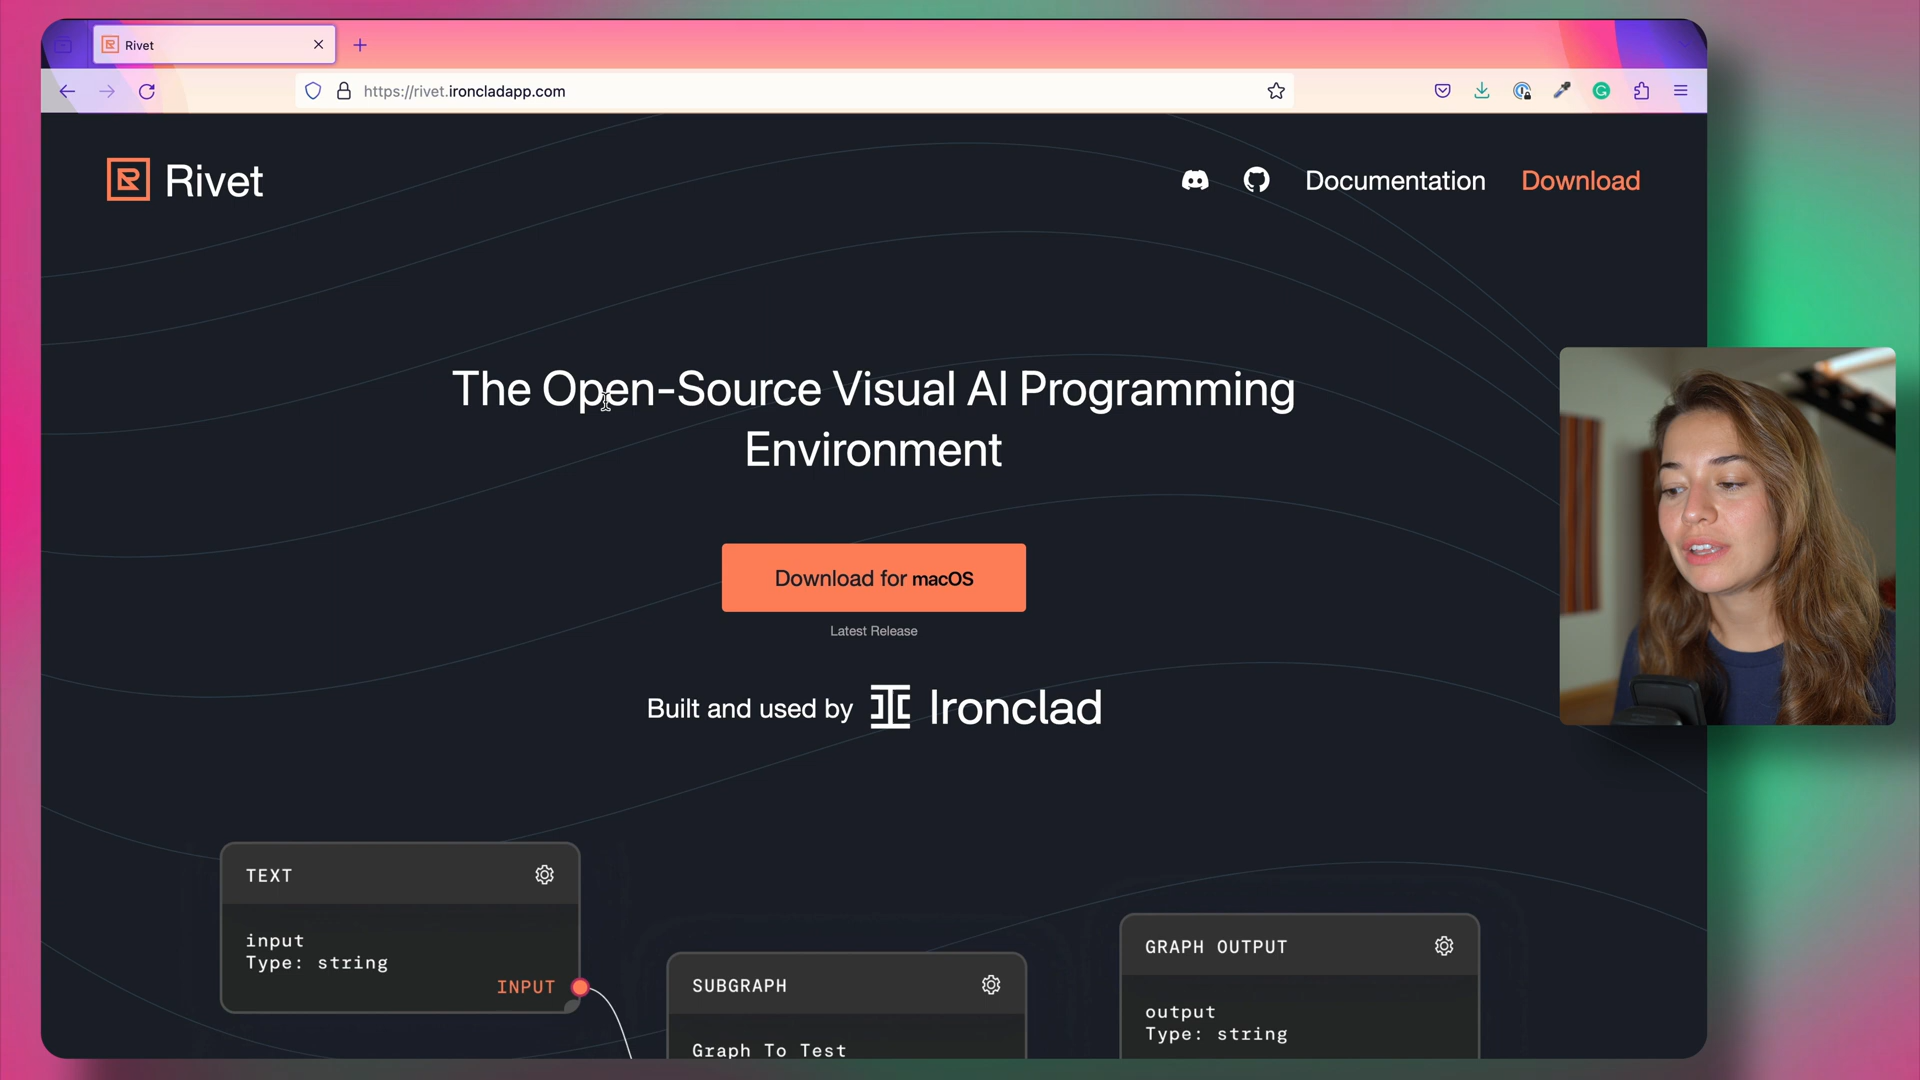 Rivet
https://rivet.ironcladapp.com
Rivet
Documentation
Download
The Open-Source Visual AI Programming
Environment
Download for macOS
Latest Release
Built and used by Ironclad
TEXT
input
Type: string
INPUT
SUBGRAPH
Graph To Test
GRAPH OUTPUT
output
Type: string